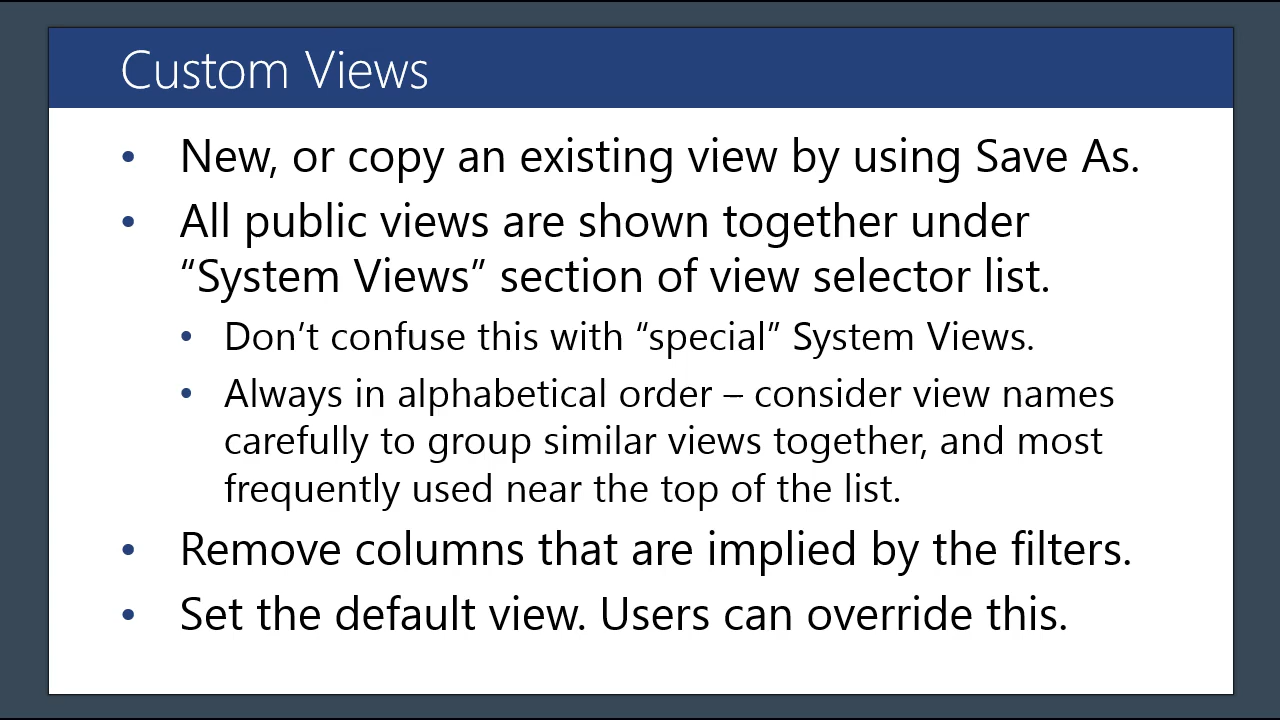 Custom Views
• New, or copy an existing view by using Save As.
• All public views are shown together under
“System Views” section of view selector list.
• Don’t confuse this with “special” System Views.
• Always in alphabetical order – consider view names
carefully to group similar views together, and most
frequently used near the top of the list.
• Remove columns that are implied by the filters.
• Set the default view. Users can override this.